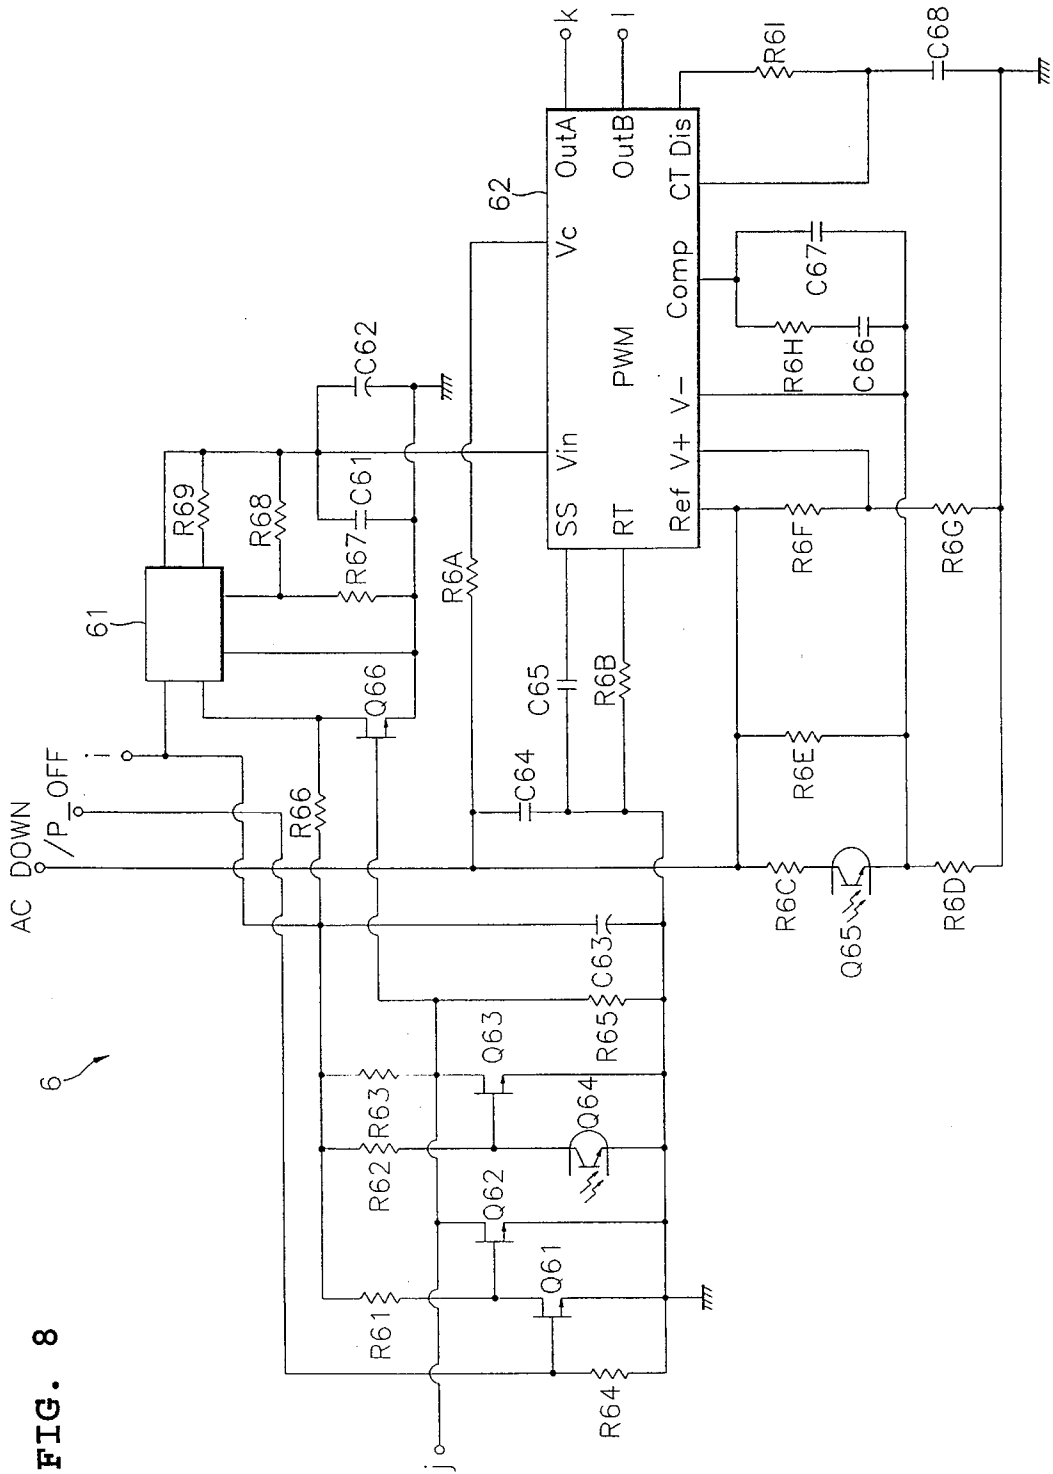 FIG. 8
6
AC DOWN
/P_OFF
i
j
k
l
61
62
R61
R62
R63
R64
R65
R66
R67
R68
R69
R6A
R6B
R6C
R6D
R6E
R6F
R6G
R6H
R6I
C61
C62
C63
C64
C65
C66
C67
C68
Q61
Q62
Q63
Q64
Q65
Q66
SS
Vin
Vc
OutA
RT
PWM
OutB
Ref
V+
V-
Comp
CT
Dis